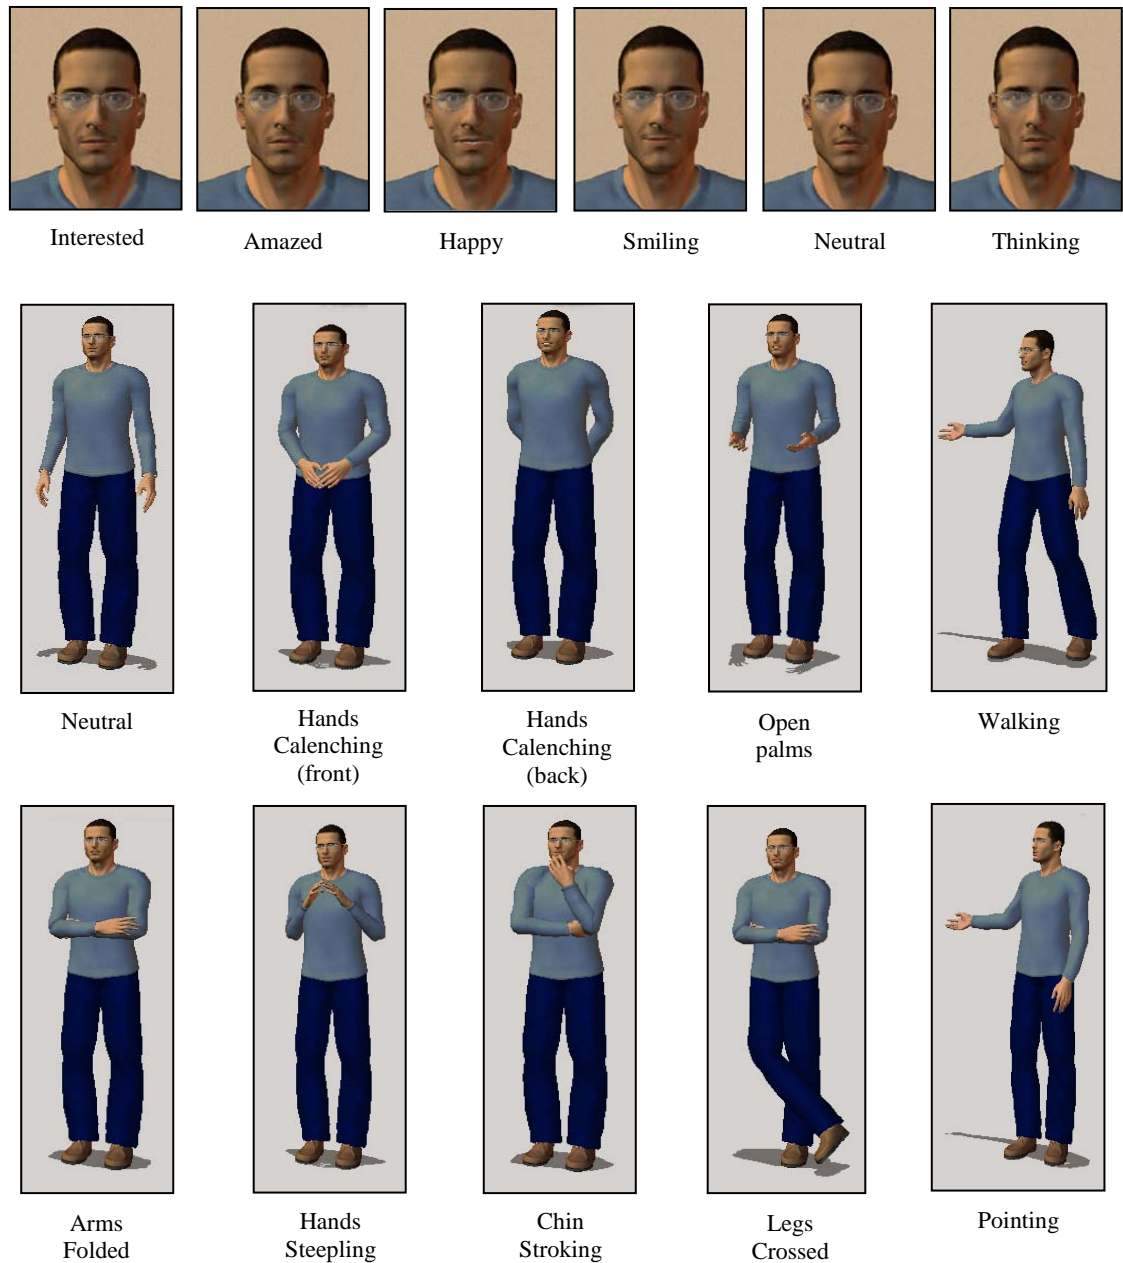 Interested
Amazed
Happy
Smiling
Neutral
Thinking
Neutral
Hands
Calenching
(front)
Hands
Calenching
(back)
Open
palms
Walking
Arms
Folded
Hands
Steepling
Chin
Stroking
Legs
Crossed
Pointing